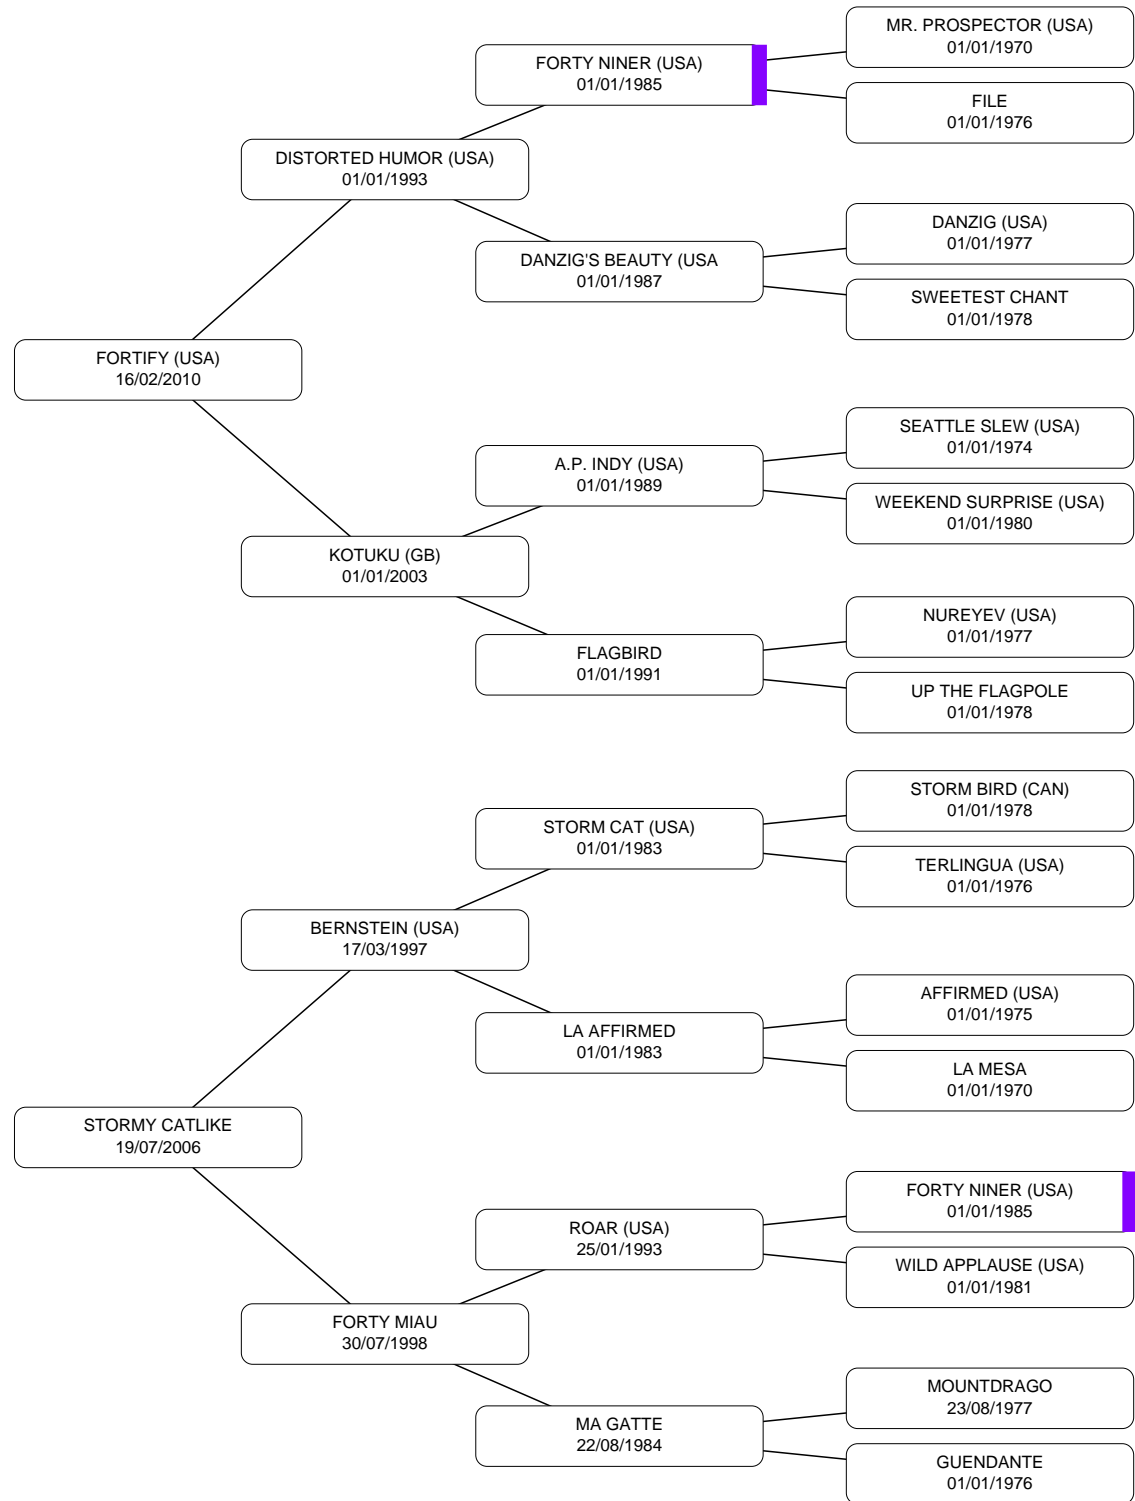 MR. PROSPECTOR (USA)
01/01/1970
FORTY NINER (USA)
01/01/1985
FILE
01/01/1976
DISTORTED HUMOR (USA)
01/01/1993
DANZIG (USA)
01/01/1977
DANZIG'S BEAUTY (USA
01/01/1987
SWEETEST CHANT
01/01/1978
FORTIFY (USA)
16/02/2010
SEATTLE SLEW (USA)
01/01/1974
A.P. INDY (USA)
01/01/1989
WEEKEND SURPRISE (USA)
01/01/1980
KOTUKU (GB)
01/01/2003
NUREYEV (USA)
01/01/1977
FLAGBIRD
01/01/1991
UP THE FLAGPOLE
01/01/1978
STORM BIRD (CAN)
01/01/1978
STORM CAT (USA)
01/01/1983
TERLINGUA (USA)
01/01/1976
BERNSTEIN (USA)
17/03/1997
AFFIRMED (USA)
01/01/1975
LA AFFIRMED
01/01/1983
LA MESA
01/01/1970
STORMY CATLIKE
19/07/2006
FORTY NINER (USA)
01/01/1985
ROAR (USA)
25/01/1993
WILD APPLAUSE (USA)
01/01/1981
FORTY MIAU
30/07/1998
MOUNTDRAGO
23/08/1977
MA GATTE
22/08/1984
GUENDANTE
01/01/1976